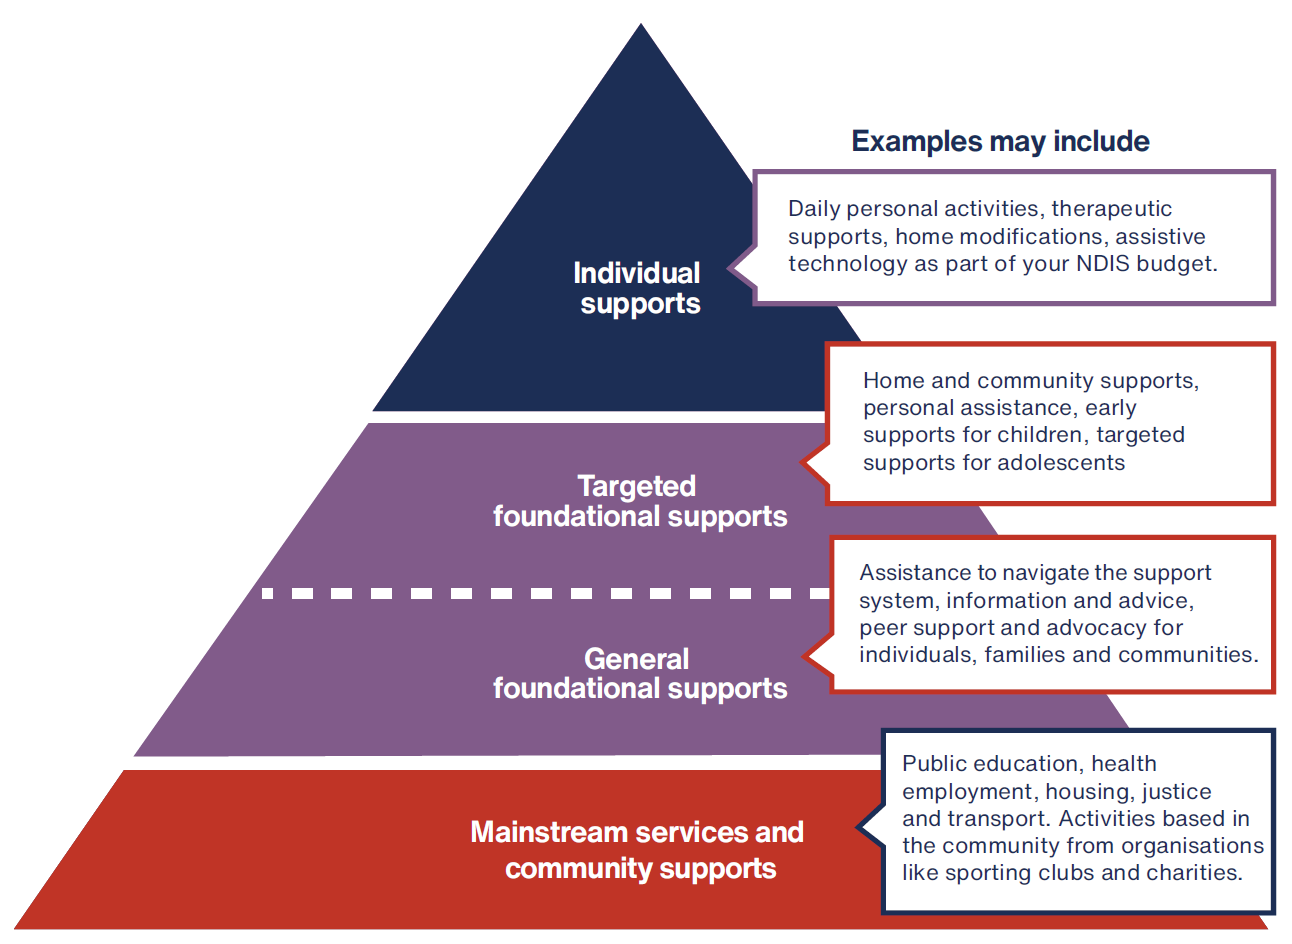 Examples may include
Individual
supports
Daily personal activities, therapeutic
supports, home modifications, assistive
technology as part of your NDIS budget.
Targeted
foundational supports
Home and community supports,
personal assistance, early
supports for children, targeted
supports for adolescents
General
foundational supports
Assistance to navigate the support
system, information and advice,
peer support and advocacy for
individuals, families and communities.
Mainstream services and
community supports
Public education, health
employment, housing, justice
and transport. Activities based in
the community from organisations
like sporting clubs and charities.